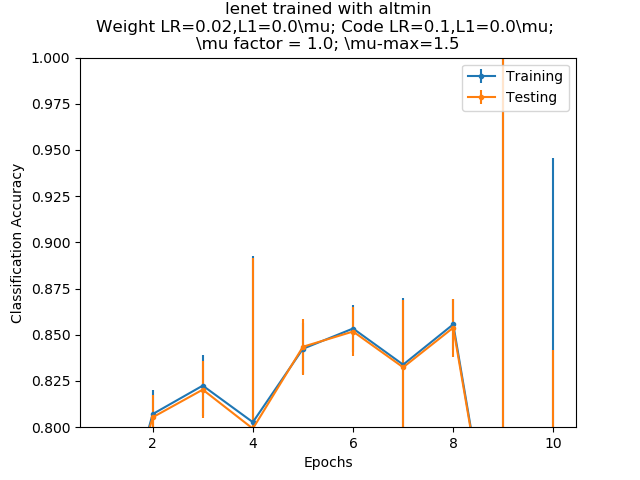 lenet trained with altmin
Weight LR=0.02,L1=0.0\mu; Code LR=0.1,L1=0.0\mu;
\mu factor = 1.0; \mu-max=1.5
Training
Testing
Classification Accuracy
1.000
0.975
0.950
0.925
0.900
0.875
0.850
0.825
0.800
2 4 6 8 10
Epochs